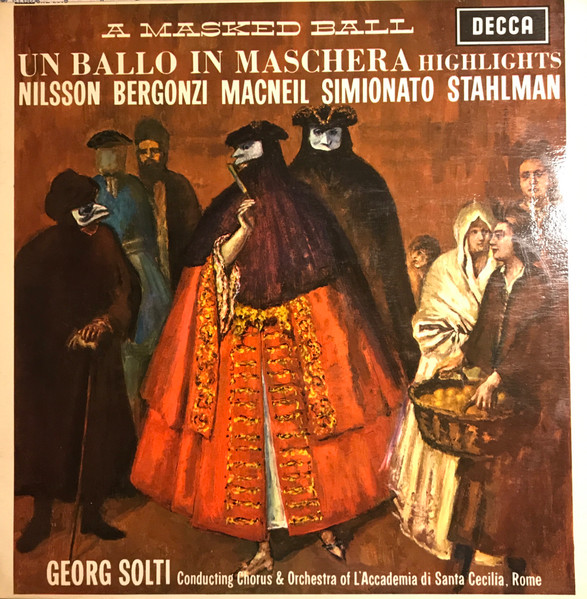 A MASKED BALL
DECCA
UN BALLO IN MASCHERA HIGHLIGHTS
NILSSON BERGONZI MACNEIL SIMIONATO STAHLMAN
GEORG SOLTI Conducting Chorus & Orchestra of L'Accademia di Santa Cecilia, Rome